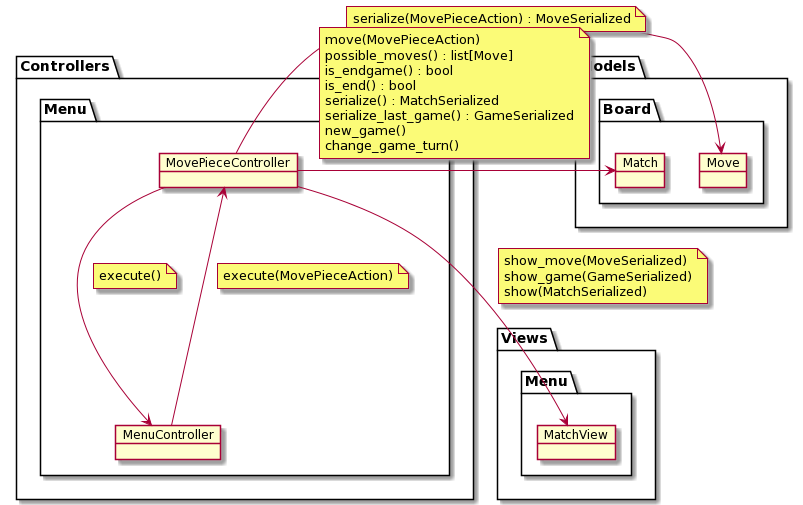 serialize(MovePieceAction) : MoveSerialized
move(MovePieceAction)
possible_moves() : list[Move]
is_endgame() : bool
is_end() : bool
serialize() : MatchSerialized
serialize_last_game() : GameSerialized
new_game()
change_game_turn()
Controllers
odels
Menu
Board
MovePieceController
Match
Move
execute()
execute(MovePieceAction)
show_move(MoveSerialized)
show_game(GameSerialized)
show(MatchSerialized)
Views
Menu
MenuController
MatchView